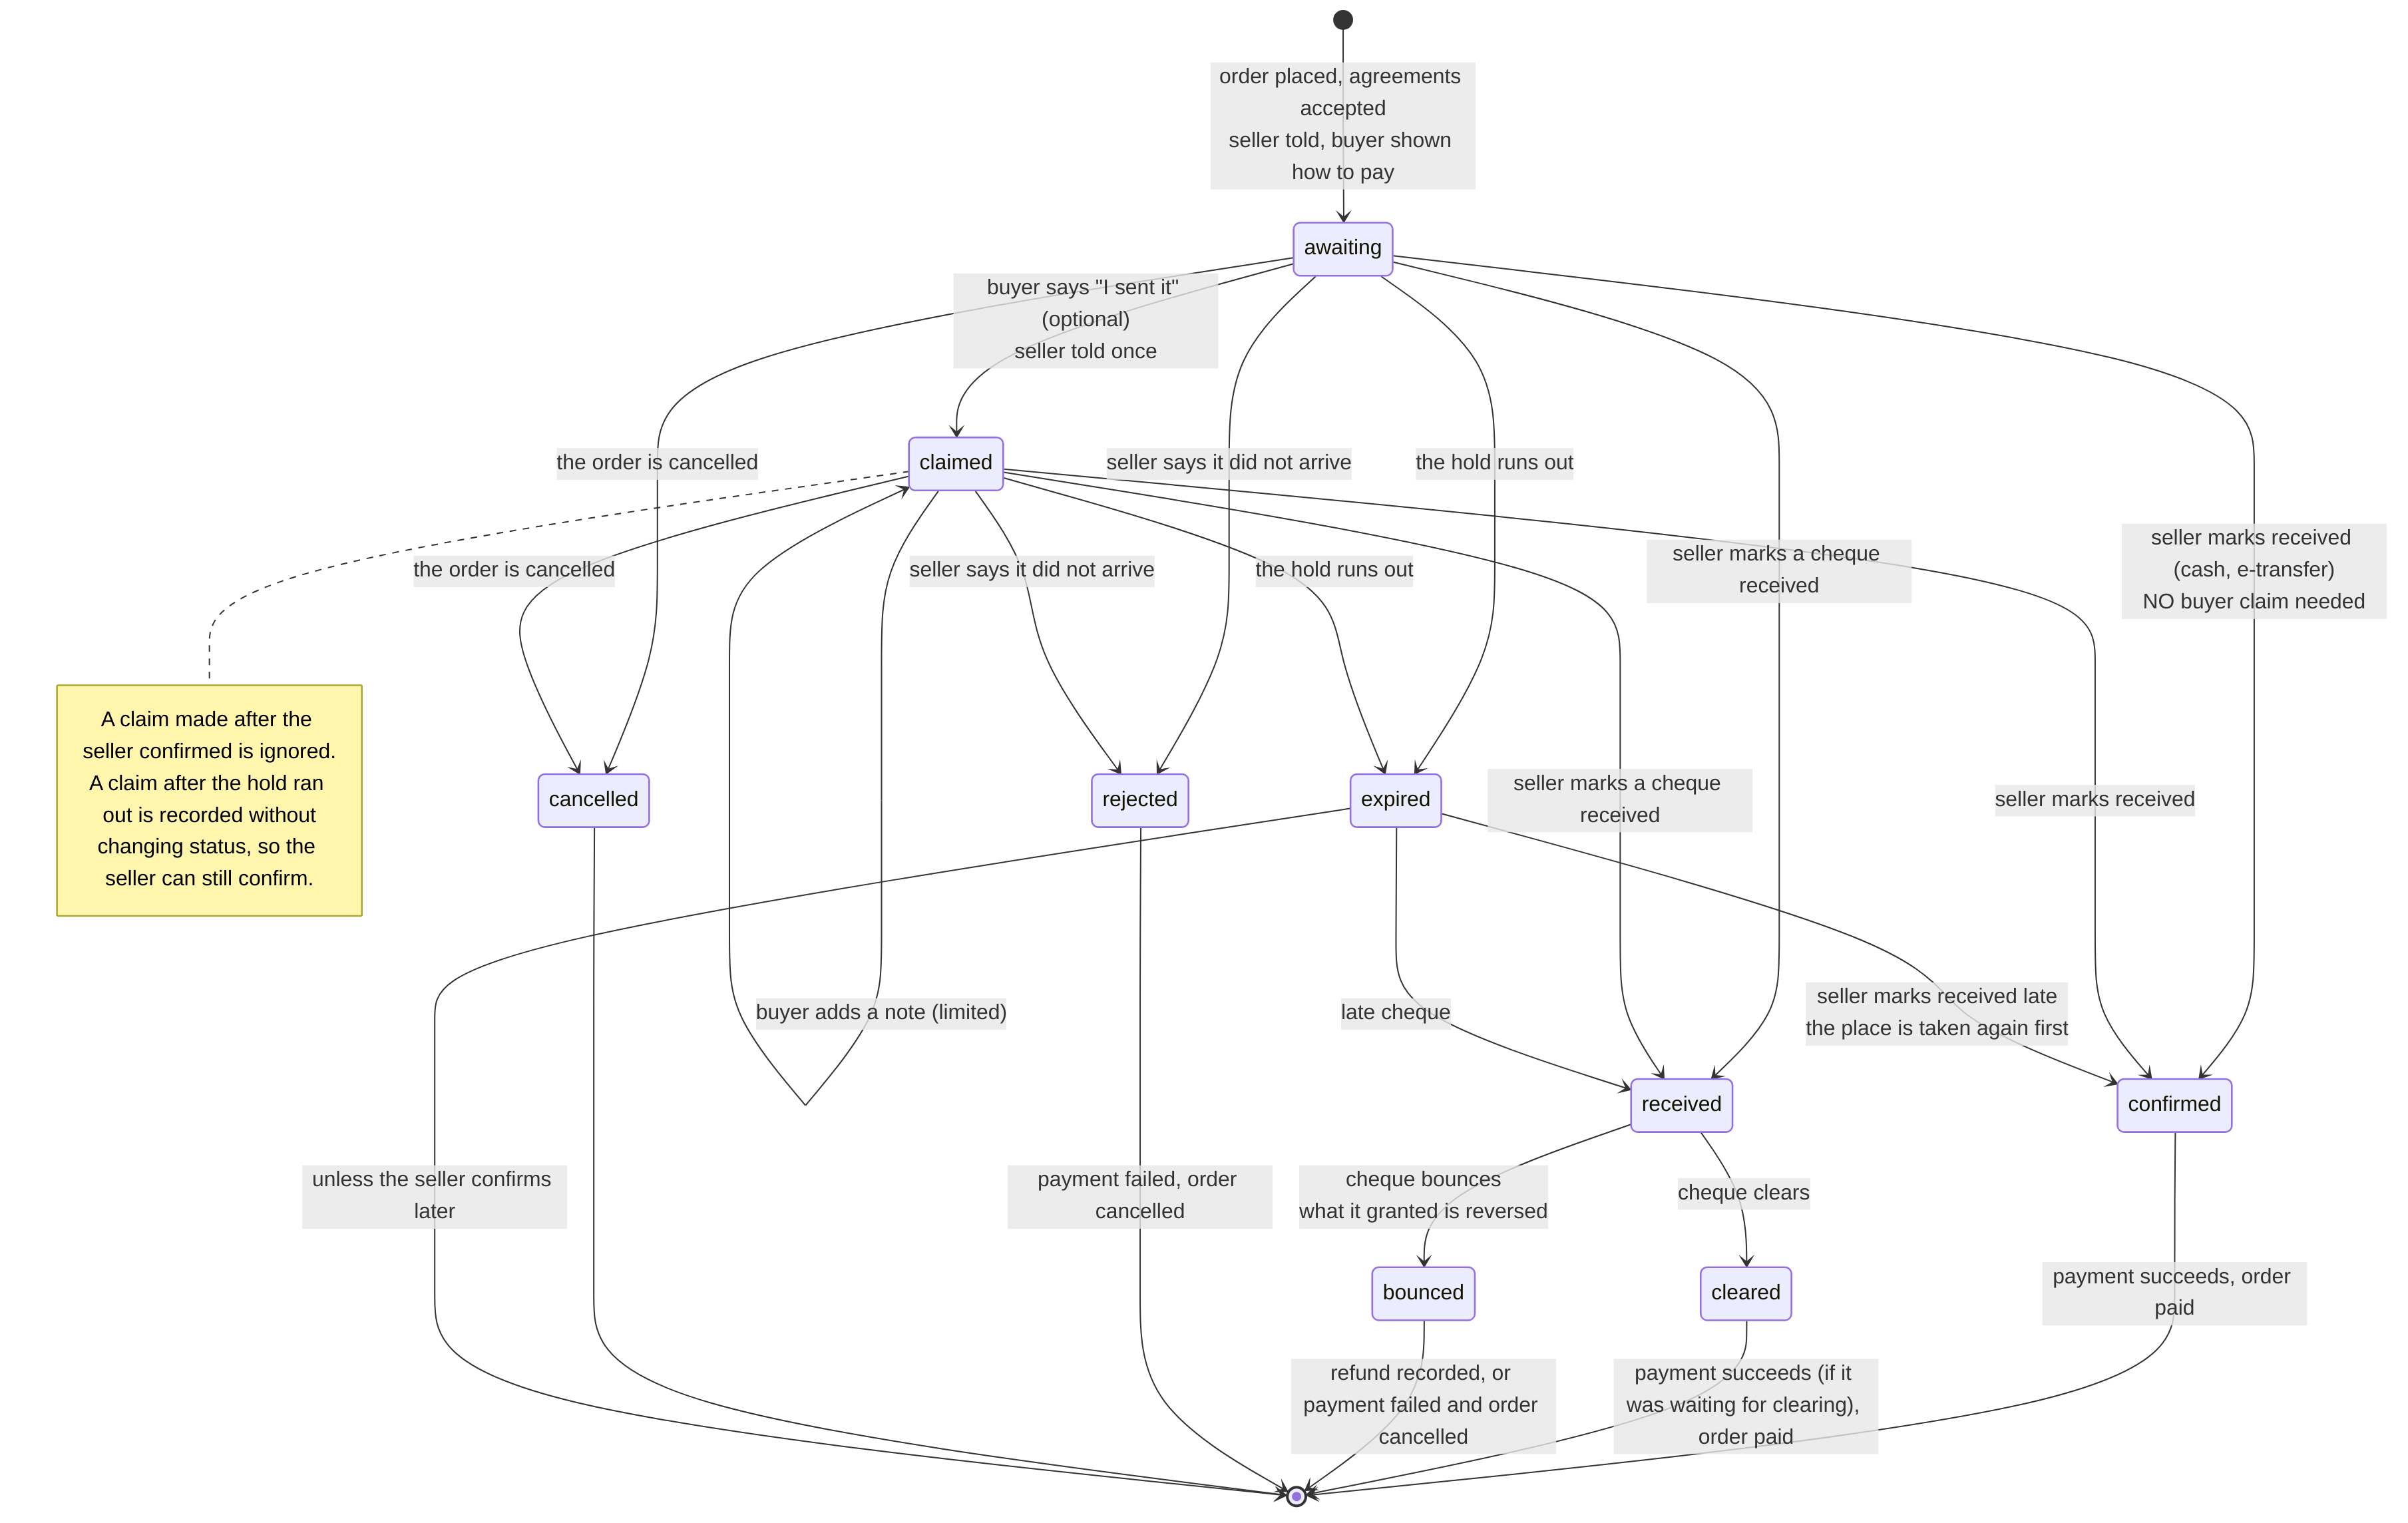 order placed, agreements
accepted
seller told, buyer shown
how to pay
awaiting
buyer says "I sent it"
(optional)
seller told once
the order is cancelled
claimed
seller says it did not arrive
the hold runs out
the order is cancelled
seller says it did not arrive
the hold runs out
seller marks a cheque
received
seller marks received
(cash, e-transfer)
NO buyer claim needed
A claim made after the
seller confirmed is ignored.
A claim after the hold ran
out is recorded without
changing status, so the
seller can still confirm.
cancelled
rejected
expired
seller marks a cheque
received
seller marks received
buyer adds a note (limited)
late cheque
seller marks received late
the place is taken again first
received
confirmed
unless the seller confirms
later
payment failed, order
cancelled
cheque bounces
what it granted is reversed
cheque clears
bounced
cleared
payment succeeds, order
paid
refund recorded, or
payment failed and order
cancelled
payment succeeds (if it
was waiting for clearing),
order paid